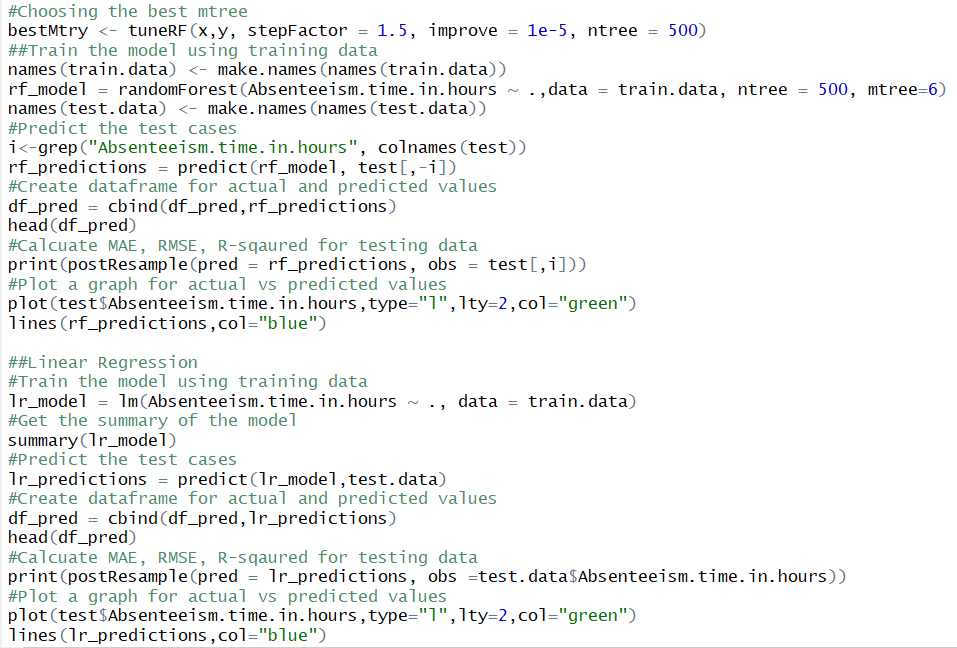 #Choosing the best mtree
bestMtry <- tuneRF(x,y, stepFactor = 1.5, improve = 1e-5, ntree = 500)
##Train the model using training data
names(train.data) <- make.names(names(train.data))
rf_model = randomForest(Absenteeism.time.in.hours ~ .,data = train.data, ntree = 500, mtree=6)
names(test.data) <- make.names(names(test.data))
#Predict the test cases
i<-grep("Absenteeism.time.in.hours", colnames(test))
rf_predictions = predict(rf_model, test[,-i])
#Create dataframe for actual and predicted values
df_pred = cbind(df_pred,rf_predictions)
head(df_pred)
#Calcuate MAE, RMSE, R-sqaured for testing data
print(postResample(pred = rf_predictions, obs = test[,i]))
#Plot a graph for actual vs predicted values
plot(test$Absenteeism.time.in.hours,type="l",lty=2,col="green")
lines(rf_predictions,col="blue")
##Linear Regression
#Train the model using training data
lr_model = lm(Absenteeism.time.in.hours ~ ., data = train.data)
#Get the summary of the model
summary(lr_model)
#Predict the test cases
lr_predictions = predict(lr_model,test.data)
#Create dataframe for actual and predicted values
df_pred = cbind(df_pred,lr_predictions)
head(df_pred)
#Calcuate MAE, RMSE, R-sqaured for testing data
print(postResample(pred = lr_predictions, obs =test.data$Absenteeism.time.in.hours))
#Plot a graph for actual vs predicted values
plot(test$Absenteeism.time.in.hours,type="l",lty=2,col="green")
lines(lr_predictions,col="blue")